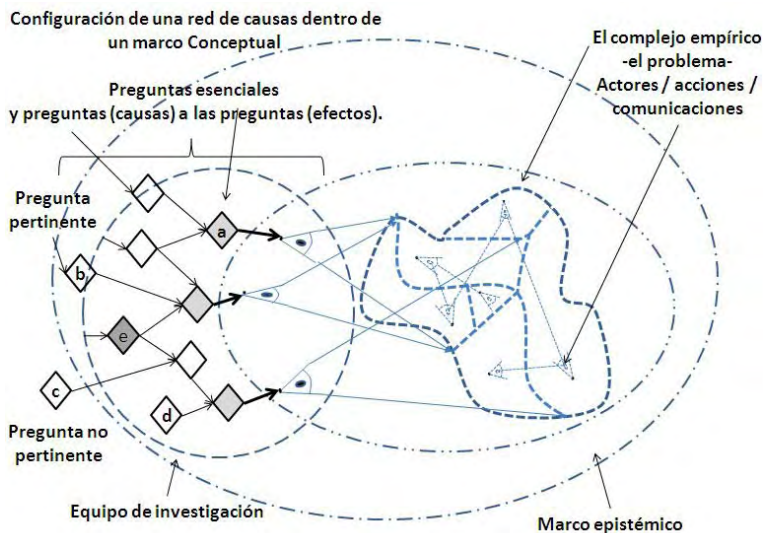 Configuración de una red de causas dentro de
un marco Conceptual
El complejo empírico
-el problema-
Actores / acciones /
comunicaciones
Preguntas esenciales
y preguntas (causas) a las preguntas (efectos).
Pregunta
pertinente
a
b
e
c
d
Pregunta no
pertinente
Equipo de investigación
Marco epistémico